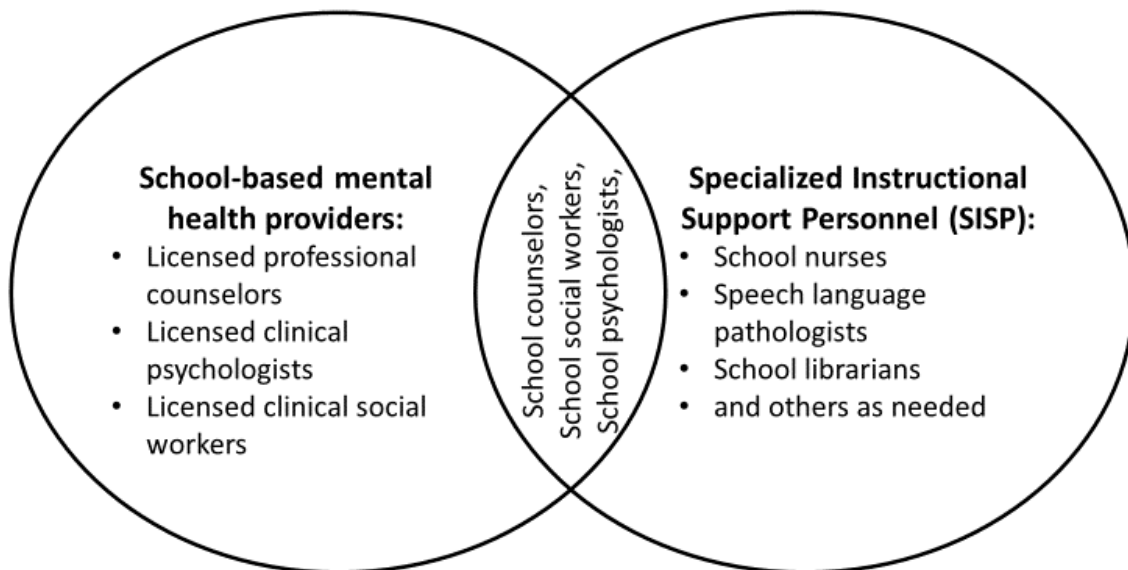 School-based mental
health providers:
• Licensed professional
counselors
• Licensed clinical
psychologists
• Licensed clinical social
workers
School counselors,
School social workers,
School psychologists,
Specialized Instructional
Support Personnel (SISP):
• School nurses
• Speech language
pathologists
• School librarians
• and others as needed